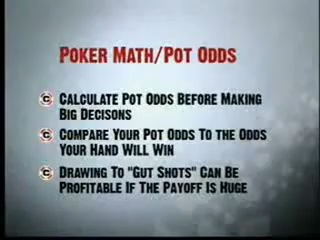 POKER MATH/POT ODDS
CALCULATE POT ODDS BEFORE MAKING
BIG DECISONS
COMPARE YOUR POT ODDS TO THE ODDS
YOUR HAND WILL WIN
DRAWING TO "GUT SHOTS" CAN BE
PROFITABLE IF THE PAYOFF IS HUGE